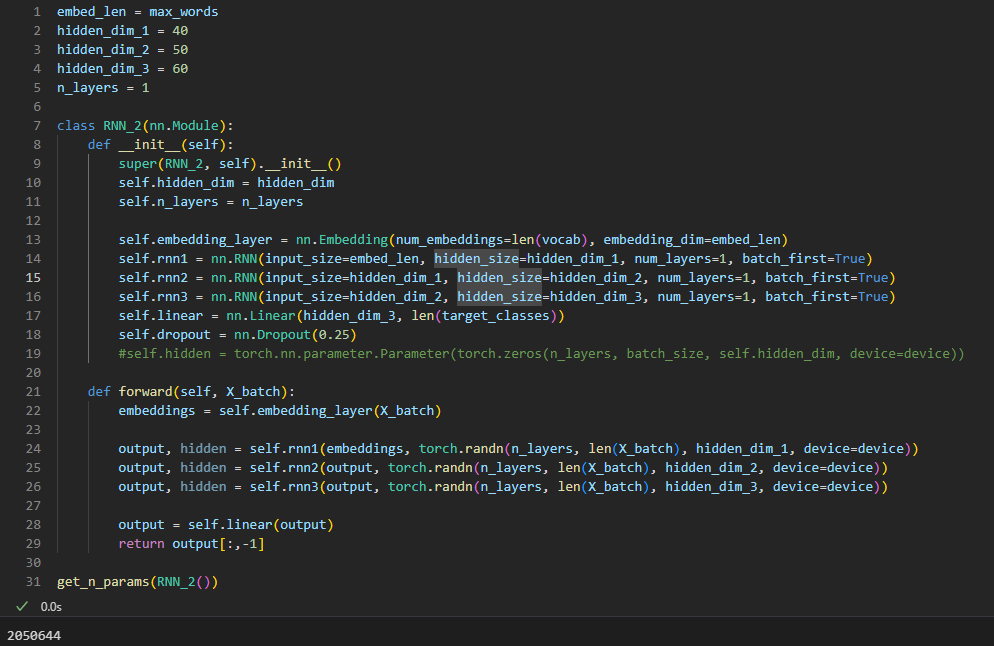 1 embed_len = max_words
2 hidden_dim_1 = 40
3 hidden_dim_2 = 50
4 hidden_dim_3 = 60
5 n_layers = 1
6
7 class RNN_2(nn.Module):
8     def __init__(self):
9         super(RNN_2, self).__init__()
10         self.hidden_dim = hidden_dim
11         self.n_layers = n_layers
12
13         self.embedding_layer = nn.Embedding(num_embeddings=len(vocab), embedding_dim=embed_len)
14         self.rnn1 = nn.RNN(input_size=embed_len, hidden_size=hidden_dim_1, num_layers=1, batch_first=True)
15         self.rnn2 = nn.RNN(input_size=hidden_dim_1, hidden_size=hidden_dim_2, num_layers=1, batch_first=True)
16         self.rnn3 = nn.RNN(input_size=hidden_dim_2, hidden_size=hidden_dim_3, num_layers=1, batch_first=True)
17         self.linear = nn.Linear(hidden_dim_3, len(target_classes))
18         self.dropout = nn.Dropout(0.25)
19         #self.hidden = torch.nn.parameter.Parameter(torch.zeros(n_layers, batch_size, self.hidden_dim, device=device))
20
21     def forward(self, X_batch):
22         embeddings = self.embedding_layer(X_batch)
23
24         output, hidden = self.rnn1(embeddings, torch.randn(n_layers, len(X_batch), hidden_dim_1, device=device))
25         output, hidden = self.rnn2(output, torch.randn(n_layers, len(X_batch), hidden_dim_2, device=device))
26         output, hidden = self.rnn3(output, torch.randn(n_layers, len(X_batch), hidden_dim_3, device=device))
27
28         output = self.linear(output)
29         return output[:,-1]
30
31 get_n_params(RNN_2())
0.0s
2050644